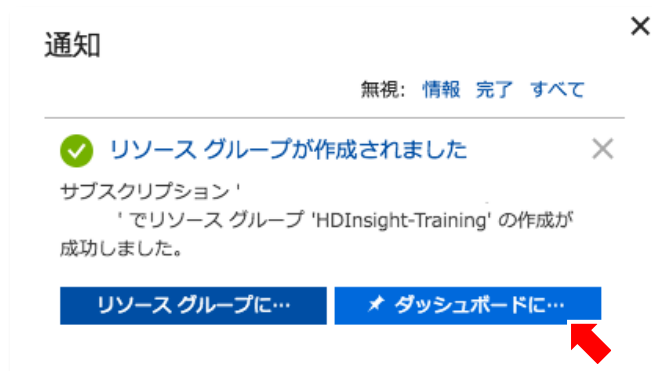 通知
無視: 情報 完了 すべて
リソース グループが作成されました
サブスクリプション '
' でリソース グループ 'HDInsight-Training' の作成が
成功しました。
リソース グループに…
ダッシュボードに…